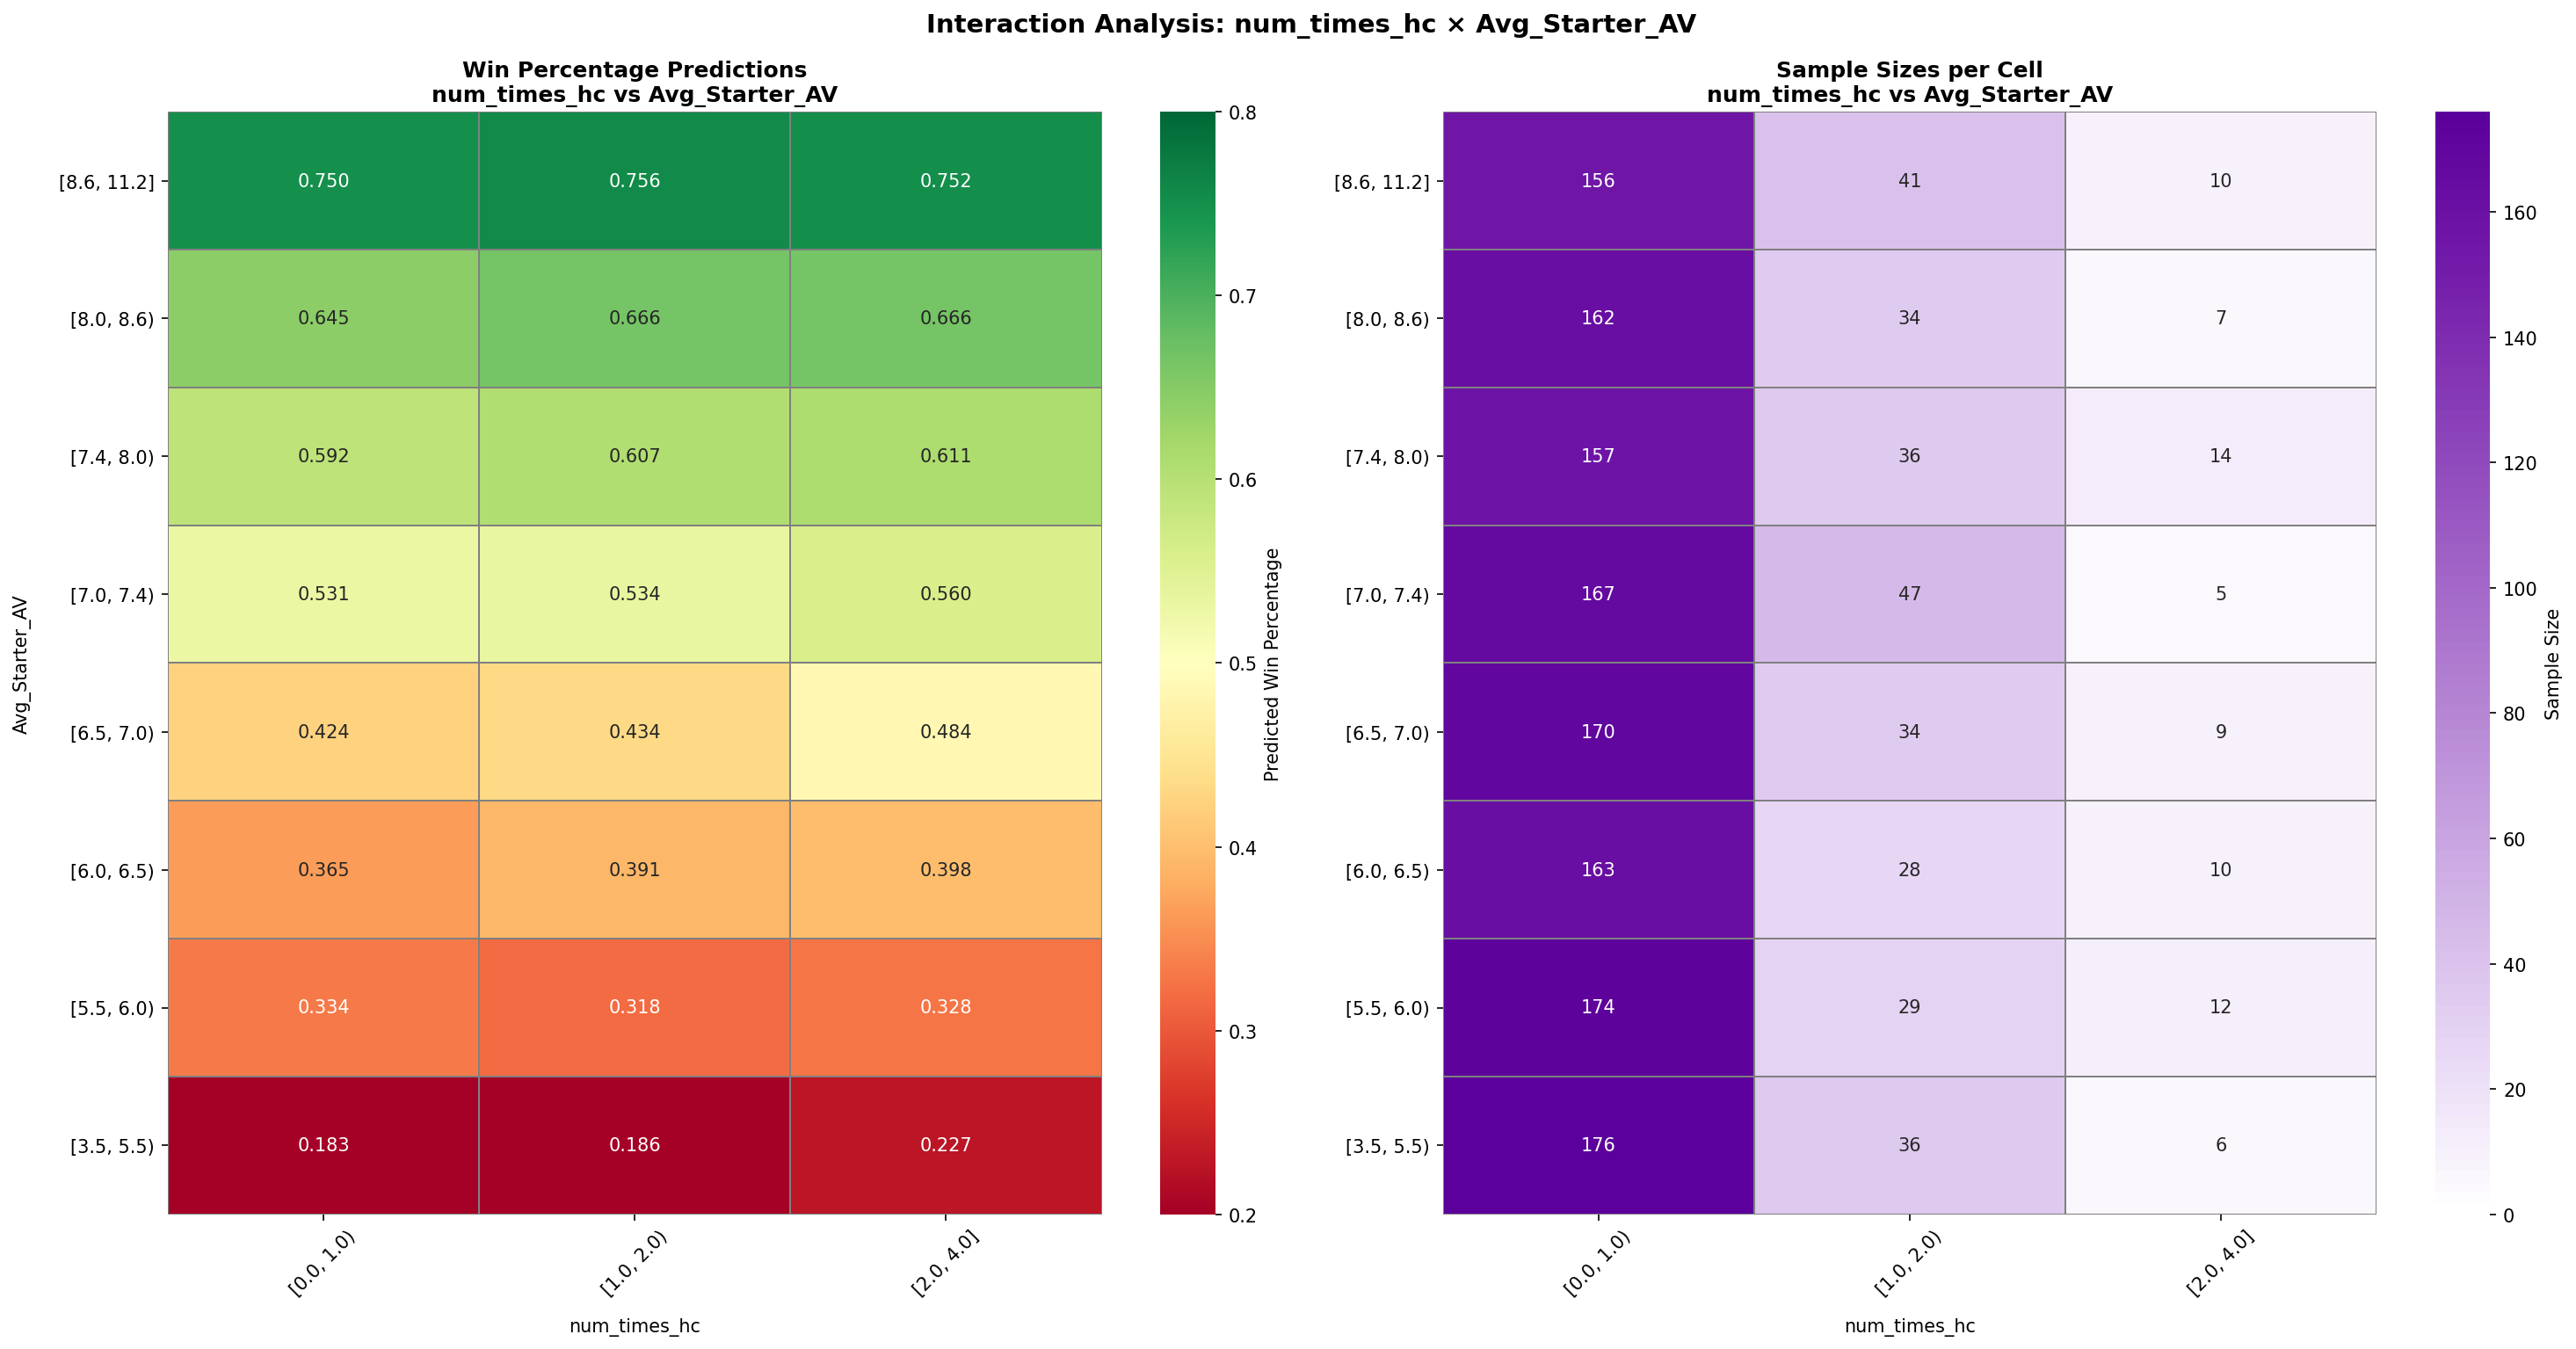 Interaction Analysis: num_times_hc × Avg_Starter_AV
Win Percentage Predictions
num_times_hc vs Avg_Starter_AV
Avg_Starter_AV
[8.6, 11.2] 0.750 0.756 0.752
[8.0, 8.6) 0.645 0.666 0.666
[7.4, 8.0) 0.592 0.607 0.611
[7.0, 7.4) 0.531 0.534 0.560
[6.5, 7.0) 0.424 0.434 0.484
[6.0, 6.5) 0.365 0.391 0.398
[5.5, 6.0) 0.334 0.318 0.328
[3.5, 5.5) 0.183 0.186 0.227
[0.0, 1.0) [1.0, 2.0) [2.0, 4.0]
num_times_hc
0.8
0.7
0.6
0.5
0.4
0.3
0.2
Predicted Win Percentage
Sample Sizes per Cell
num_times_hc vs Avg_Starter_AV
[8.6, 11.2] 156 41 10
[8.0, 8.6) 162 34 7
[7.4, 8.0) 157 36 14
[7.0, 7.4) 167 47 5
[6.5, 7.0) 170 34 9
[6.0, 6.5) 163 28 10
[5.5, 6.0) 174 29 12
[3.5, 5.5) 176 36 6
[0.0, 1.0) [1.0, 2.0) [2.0, 4.0]
num_times_hc
160
140
120
100
80
60
40
20
0
Sample Size